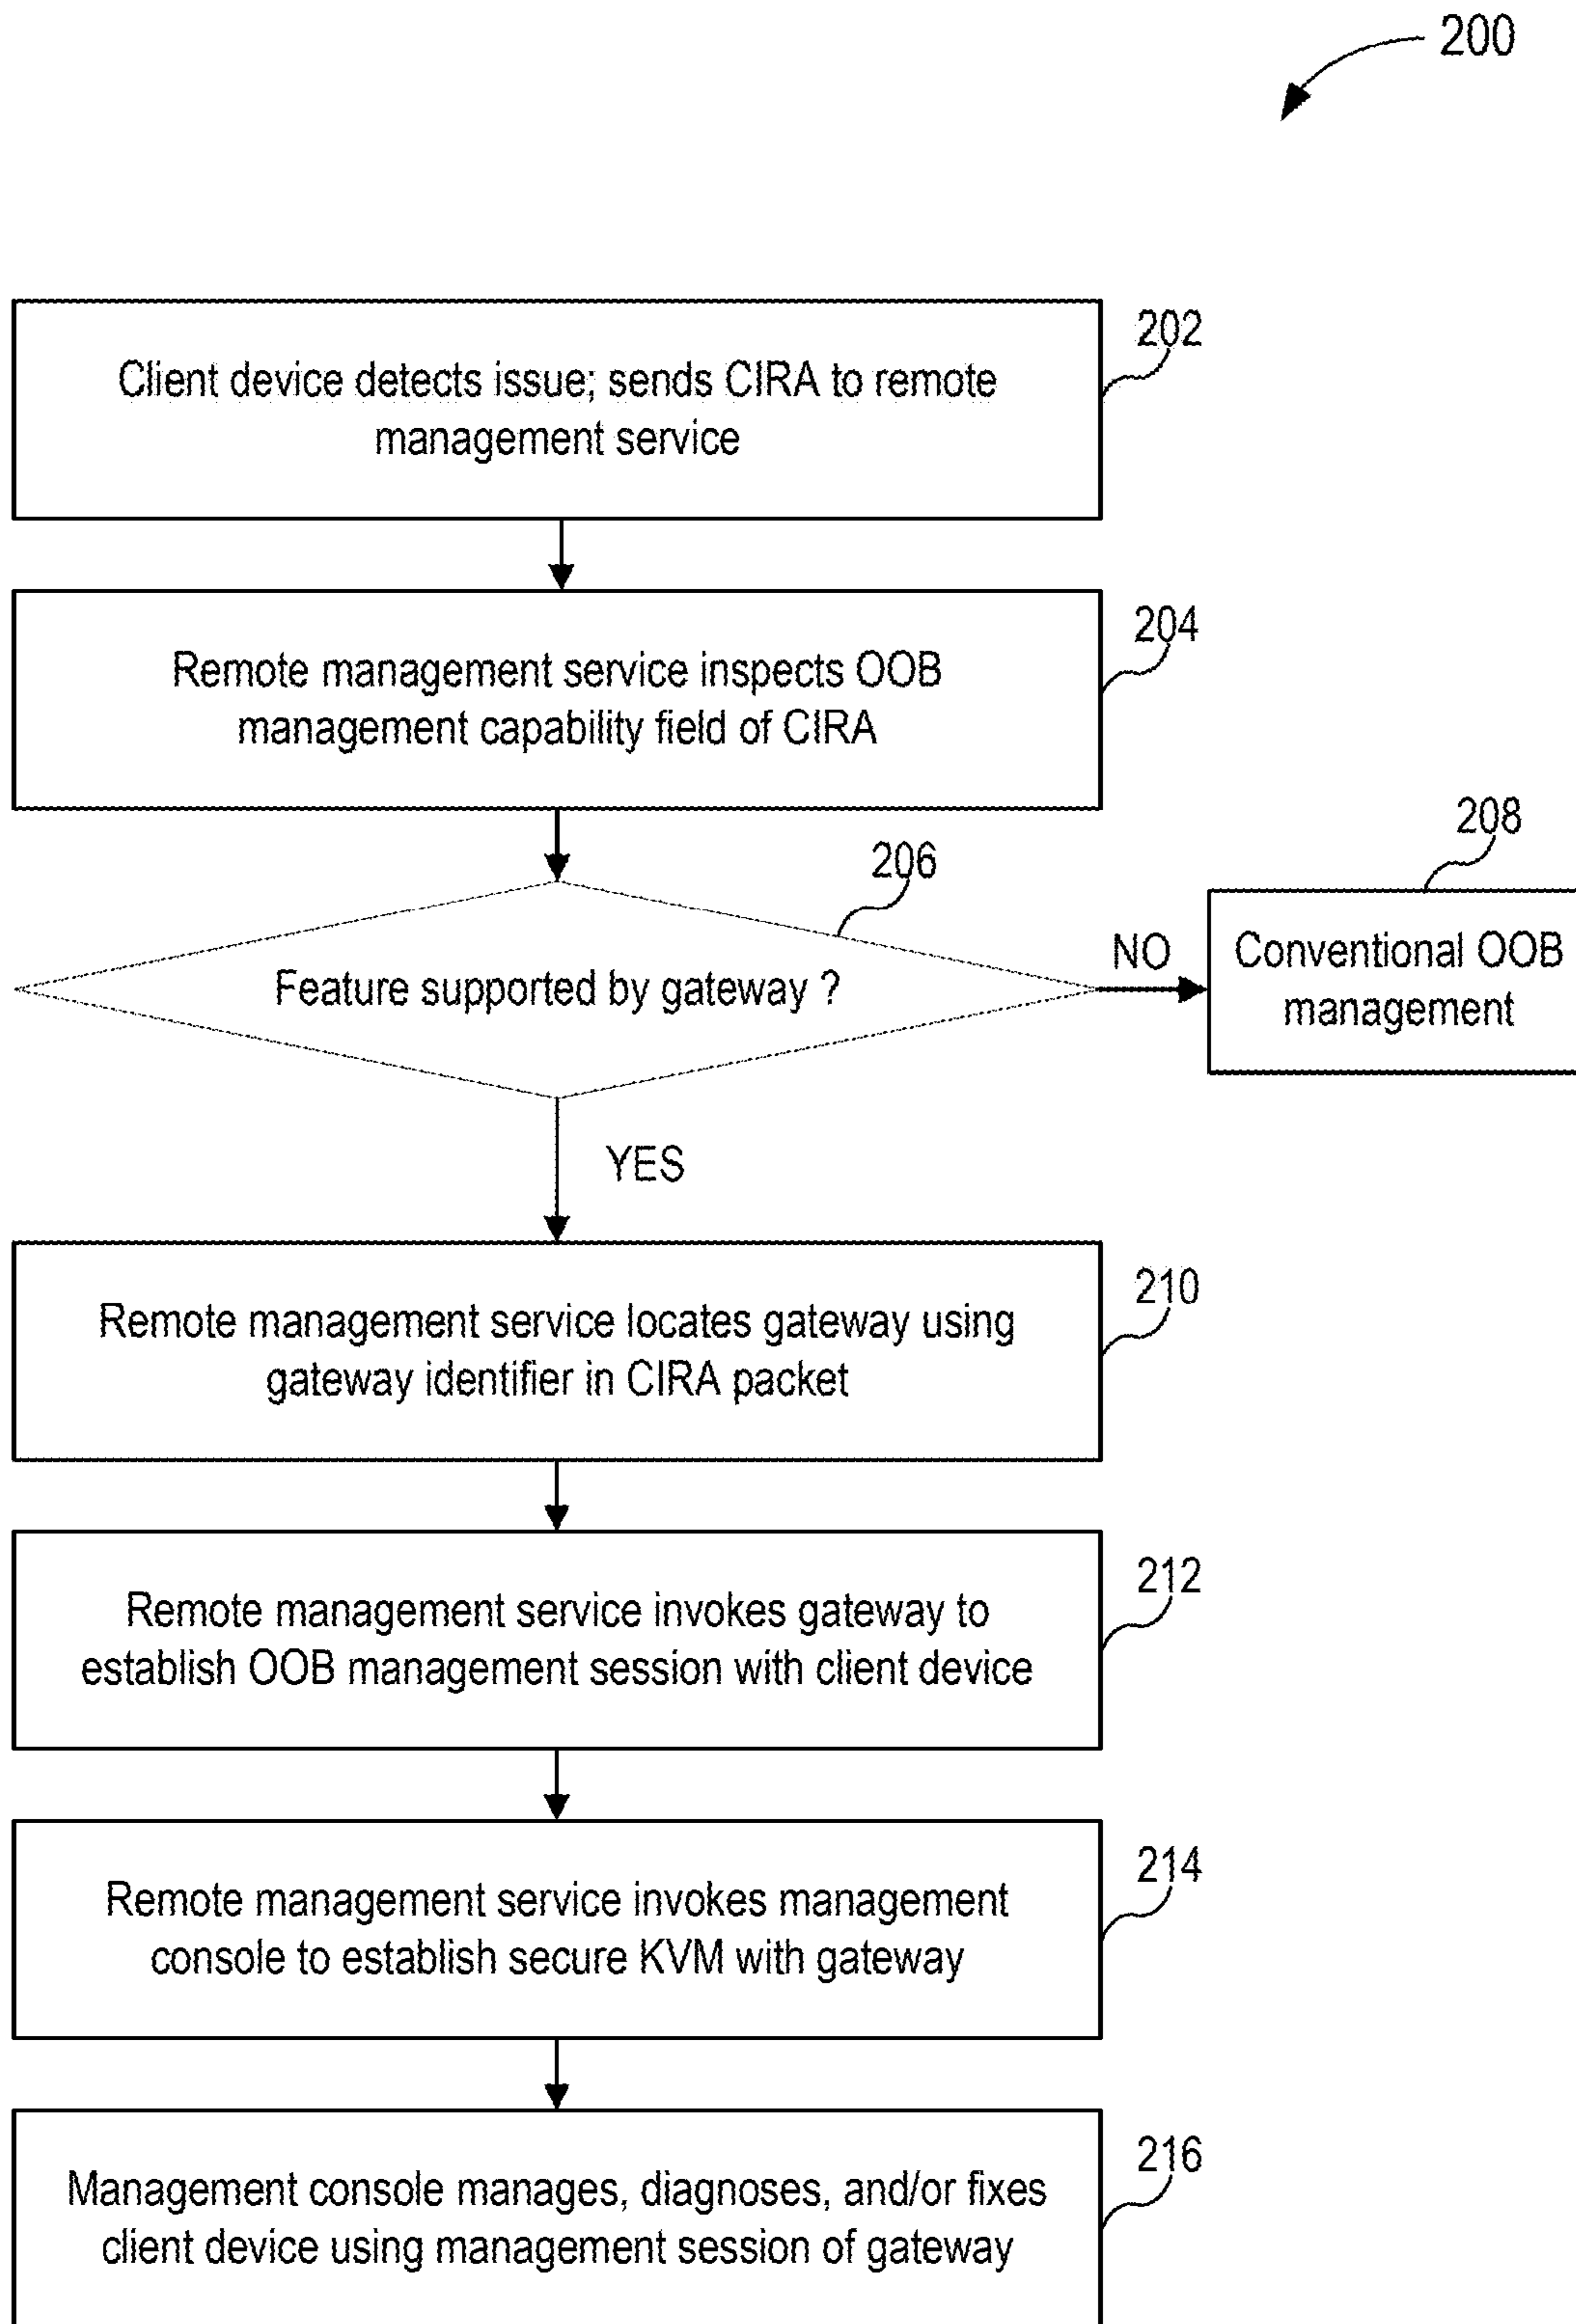 200
202
Client device detects issue; sends CIRA to remote
management service
204
Remote management service inspects OOB
management capability field of CIRA
206
208
Feature supported by gateway ?
NO
Conventional OOB
management
YES
210
Remote management service locates gateway using
gateway identifier in CIRA packet
212
Remote management service invokes gateway to
establish OOB management session with client device
214
Remote management service invokes management
console to establish secure KVM with gateway
216
Management console manages, diagnoses, and/or fixes
client device using management session of gateway